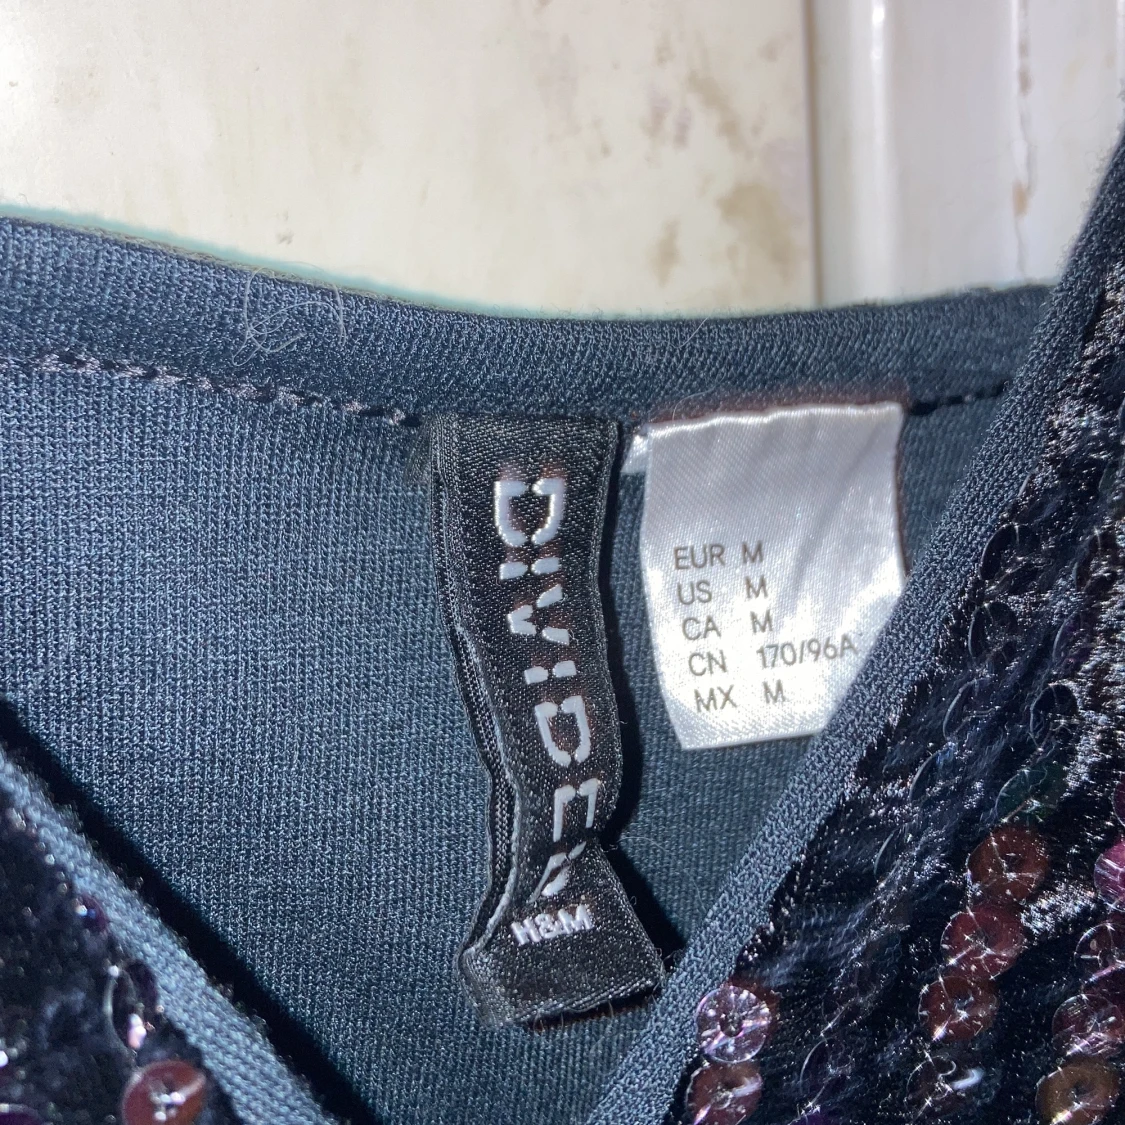 DIVIDED
H&M
EUR M
US M
CA M
CN 170/96A
MX M